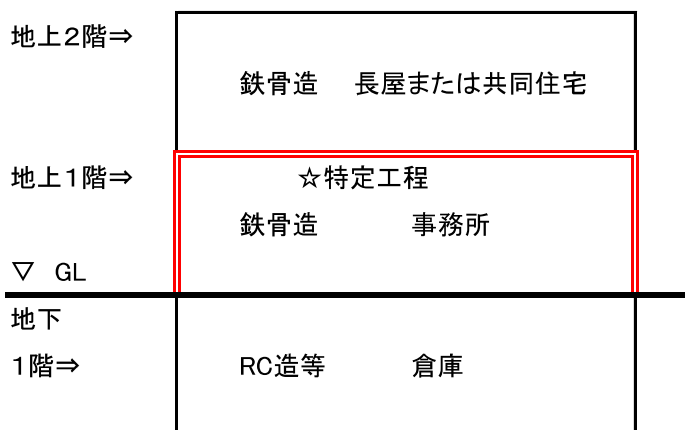 地上２階⇒
鉄骨造 長屋または共同住宅
地上１階⇒ ☆特定工程
鉄骨造 事務所
▽ GL
地下
１階⇒ RC造等 倉庫